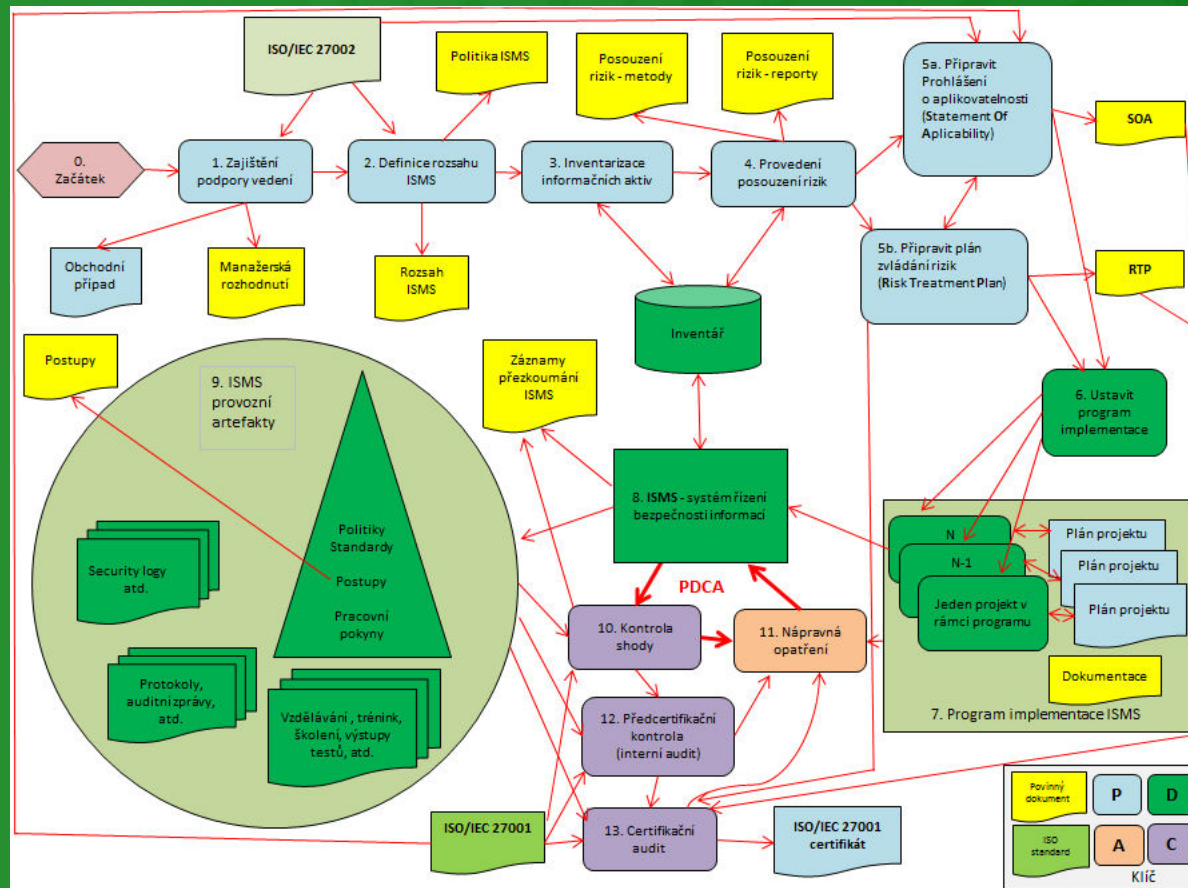 ISO/IEC 27002
Politika ISMS
Posouzení
rizik - metody
Posouzení
rizik - reporty
5a. Připravit
Prohlášení
o aplikovatelnosti
(Statement Of
Aplicability)
SOA
0.
Začátek
1. Zajištění
podpory vedení
2. Definice rozsahu
ISMS
3. Inventarizace
informačních aktiv
4. Provedení
posouzení rizik
5b. Připravit plán
zvládání rizik
(Risk Treatment Plan)
RTP
Obchodní
případ
Manažerská
rozhodnutí
Rozsah
ISMS
Inventář
Postupy
9. ISMS
provozní
artefakty
Záznamy
přezkoumání
ISMS
6. Ustavit
program
implementace
8. ISMS - systém řízení
bezpečnosti informací
Politiky
Standardy
Postupy
Pracovní
pokyny
Security logy
atd.
Protokoly,
auditní zprávy,
atd.
Vzdělávání , trénink,
školení, výstupy
testů, atd.
N
N-1
Jeden projekt v
rámci programu
Plán projektu
Plán projektu
Plán projektu
Dokumentace
7. Program implementace ISMS
PDCA
10. Kontrola
shody
11. Nápravná
opatření
12. Předcertifikační
kontrola
(interní audit)
ISO/IEC 27001
13. Certifikační
audit
ISO/IEC 27001
certifikát
Povinný
dokument
P
D
ISO
standard
A
C
Klíč